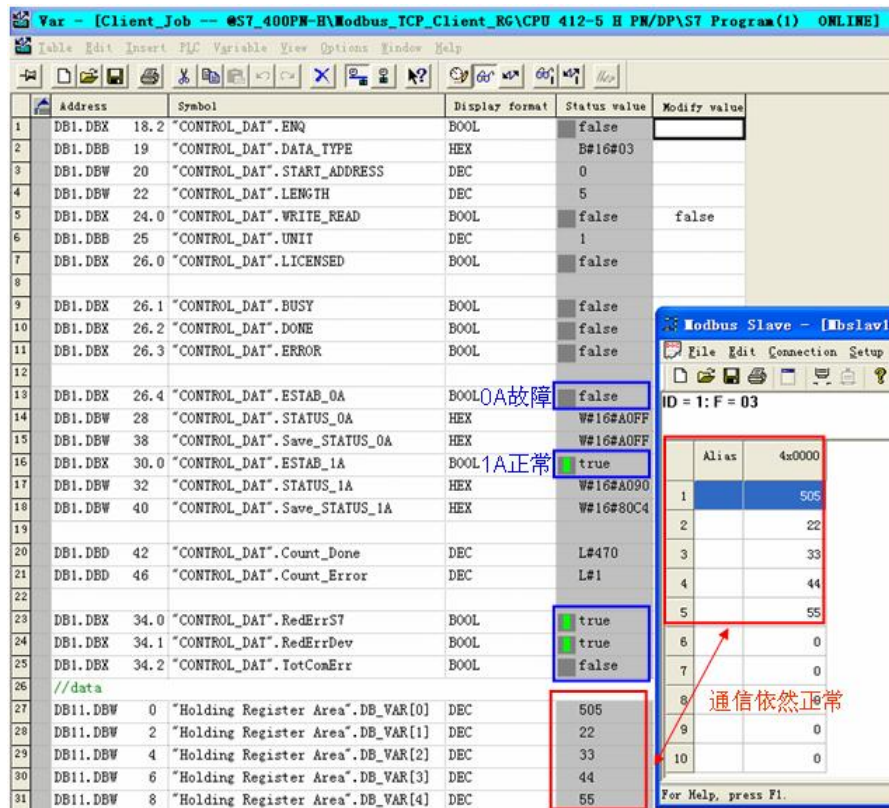 Var - [Client_Job -- @S7_400PN-H\Modbus_TCP_Client_RG\CPU 412-5 H PN/DP\S7 Program(1) ONLINE]
Table Edit Insert PLC Variable View Options Window Help
Address Symbol Display format Status value Modify value
1 DB1.DBX 18.2 "CONTROL_DAT".ENQ BOOL false
2 DB1.DBB 19 "CONTROL_DAT".DATA_TYPE HEX B#16#03
3 DB1.DBW 20 "CONTROL_DAT".START_ADDRESS DEC 0
4 DB1.DBW 22 "CONTROL_DAT".LENGTH DEC 5
5 DB1.DBX 24.0 "CONTROL_DAT".WRITE_READ BOOL false false
6 DB1.DBB 25 "CONTROL_DAT".UNIT DEC 1
7 DB1.DBX 26.0 "CONTROL_DAT".LICENSED BOOL false
8
9 DB1.DBX 26.1 "CONTROL_DAT".BUSY BOOL false
10 DB1.DBX 26.2 "CONTROL_DAT".DONE BOOL false
11 DB1.DBX 26.3 "CONTROL_DAT".ERROR BOOL false
12
13 DB1.DBX 26.4 "CONTROL_DAT".ESTAB_0A BOOL 0A故障 false
14 DB1.DBW 28 "CONTROL_DAT".STATUS_0A HEX W#16#A0FF
15 DB1.DBW 38 "CONTROL_DAT".Save_STATUS_0A HEX W#16#A0FF
16 DB1.DBX 30.0 "CONTROL_DAT".ESTAB_1A BOOL 1A正常 true
17 DB1.DBW 32 "CONTROL_DAT".STATUS_1A HEX W#16#A090
18 DB1.DBW 40 "CONTROL_DAT".Save_STATUS_1A HEX W#16#80C4
19
20 DB1.DBD 42 "CONTROL_DAT".Count_Done DEC L#470
21 DB1.DBD 46 "CONTROL_DAT".Count_Error DEC L#1
22
23 DB1.DBX 34.0 "CONTROL_DAT".RedErrS7 BOOL true
24 DB1.DBX 34.1 "CONTROL_DAT".RedErrDev BOOL true
25 DB1.DBX 34.2 "CONTROL_DAT".TotComErr BOOL false
26 //data
27 DB11.DBW 0 "Holding Register Area".DB_VAR[0] DEC 505
28 DB11.DBW 2 "Holding Register Area".DB_VAR[1] DEC 22
29 DB11.DBW 4 "Holding Register Area".DB_VAR[2] DEC 33
30 DB11.DBW 6 "Holding Register Area".DB_VAR[3] DEC 44
31 DB11.DBW 8 "Holding Register Area".DB_VAR[4] DEC 55
Modbus Slave - [Mbslav1
File Edit Connection Setup
ID = 1: F = 03
Alias 4x0000
1 505
2 22
3 33
4 44
5 55
6 0
7 0
8 0
通信依然正常
9 0
10 0
For Help, press F1.